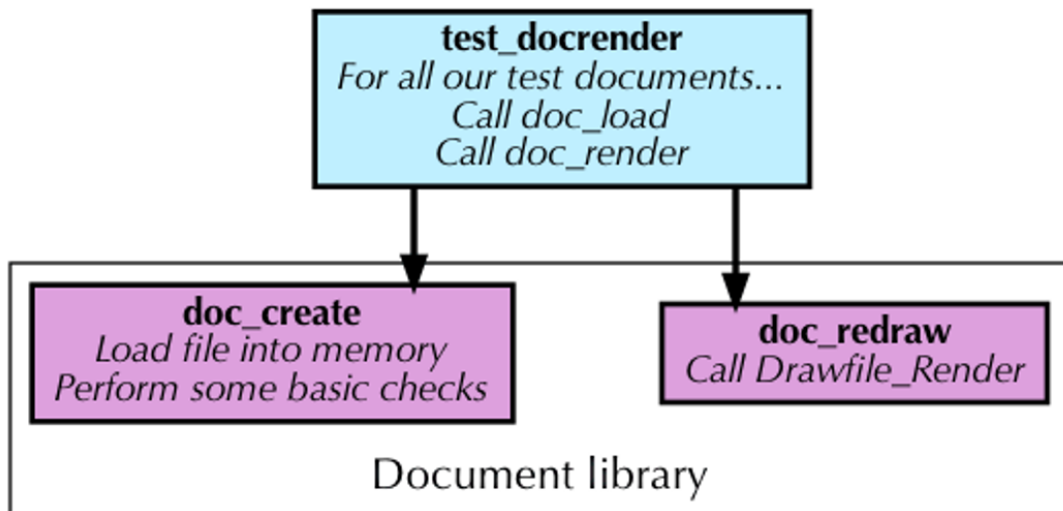 test_docrender
For all our test documents...
Call doc_load
Call doc_render
doc_create
Load file into memory
Perform some basic checks
doc_redraw
Call Drawfile_Render
Document library